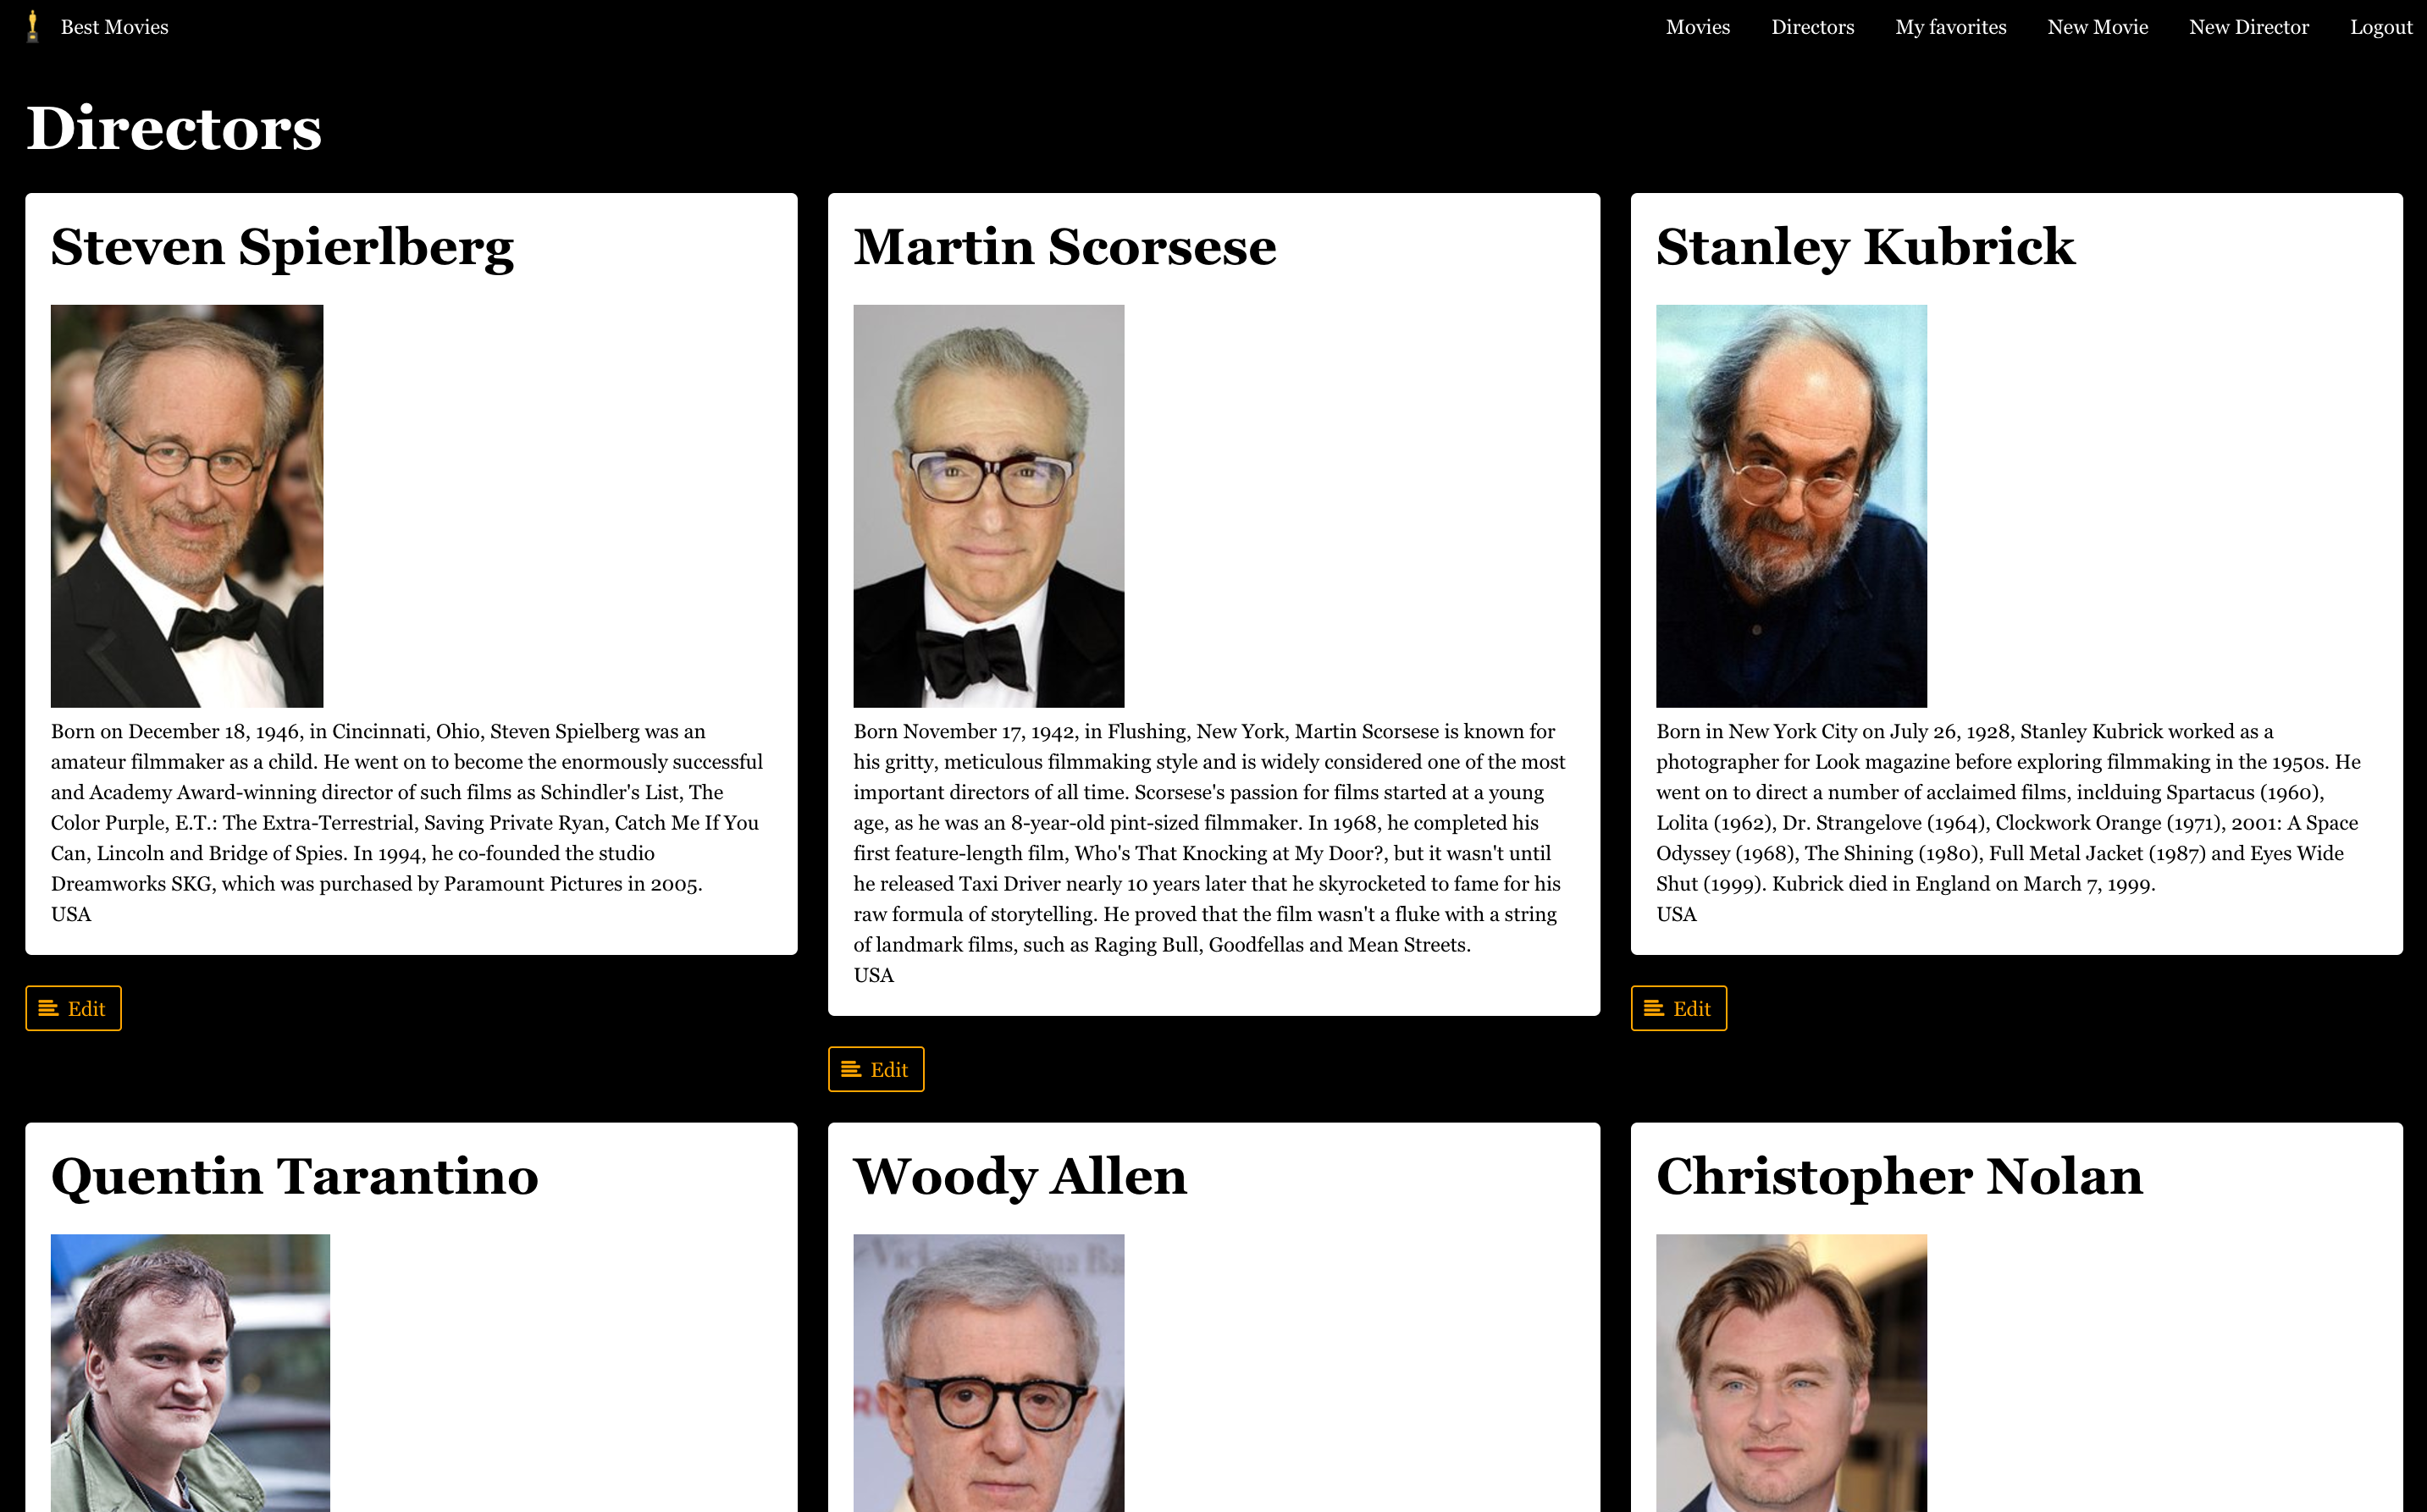 Best Movies
Movies
Directors
My favorites
New Movie
New Director
Logout
Directors
Steven Spierlberg
Born on December 18, 1946, in Cincinnati, Ohio, Steven Spielberg was an
amateur filmmaker as a child. He went on to become the enormously successful
and Academy Award-winning director of such films as Schindler's List, The
Color Purple, E.T.: The Extra-Terrestrial, Saving Private Ryan, Catch Me If You
Can, Lincoln and Bridge of Spies. In 1994, he co-founded the studio
Dreamworks SKG, which was purchased by Paramount Pictures in 2005.
USA
Edit
Martin Scorsese
Born November 17, 1942, in Flushing, New York, Martin Scorsese is known for
his gritty, meticulous filmmaking style and is widely considered one of the most
important directors of all time. Scorsese's passion for films started at a young
age, as he was an 8-year-old pint-sized filmmaker. In 1968, he completed his
first feature-length film, Who's That Knocking at My Door?, but it wasn't until
he released Taxi Driver nearly 10 years later that he skyrocketed to fame for his
raw formula of storytelling. He proved that the film wasn't a fluke with a string
of landmark films, such as Raging Bull, Goodfellas and Mean Streets.
USA
Edit
Stanley Kubrick
Born in New York City on July 26, 1928, Stanley Kubrick worked as a
photographer for Look magazine before exploring filmmaking in the 1950s. He
went on to direct a number of acclaimed films, inclduing Spartacus (1960),
Lolita (1962), Dr. Strangelove (1964), Clockwork Orange (1971), 2001: A Space
Odyssey (1968), The Shining (1980), Full Metal Jacket (1987) and Eyes Wide
Shut (1999). Kubrick died in England on March 7, 1999.
USA
Edit
Quentin Tarantino
Woody Allen
Christopher Nolan